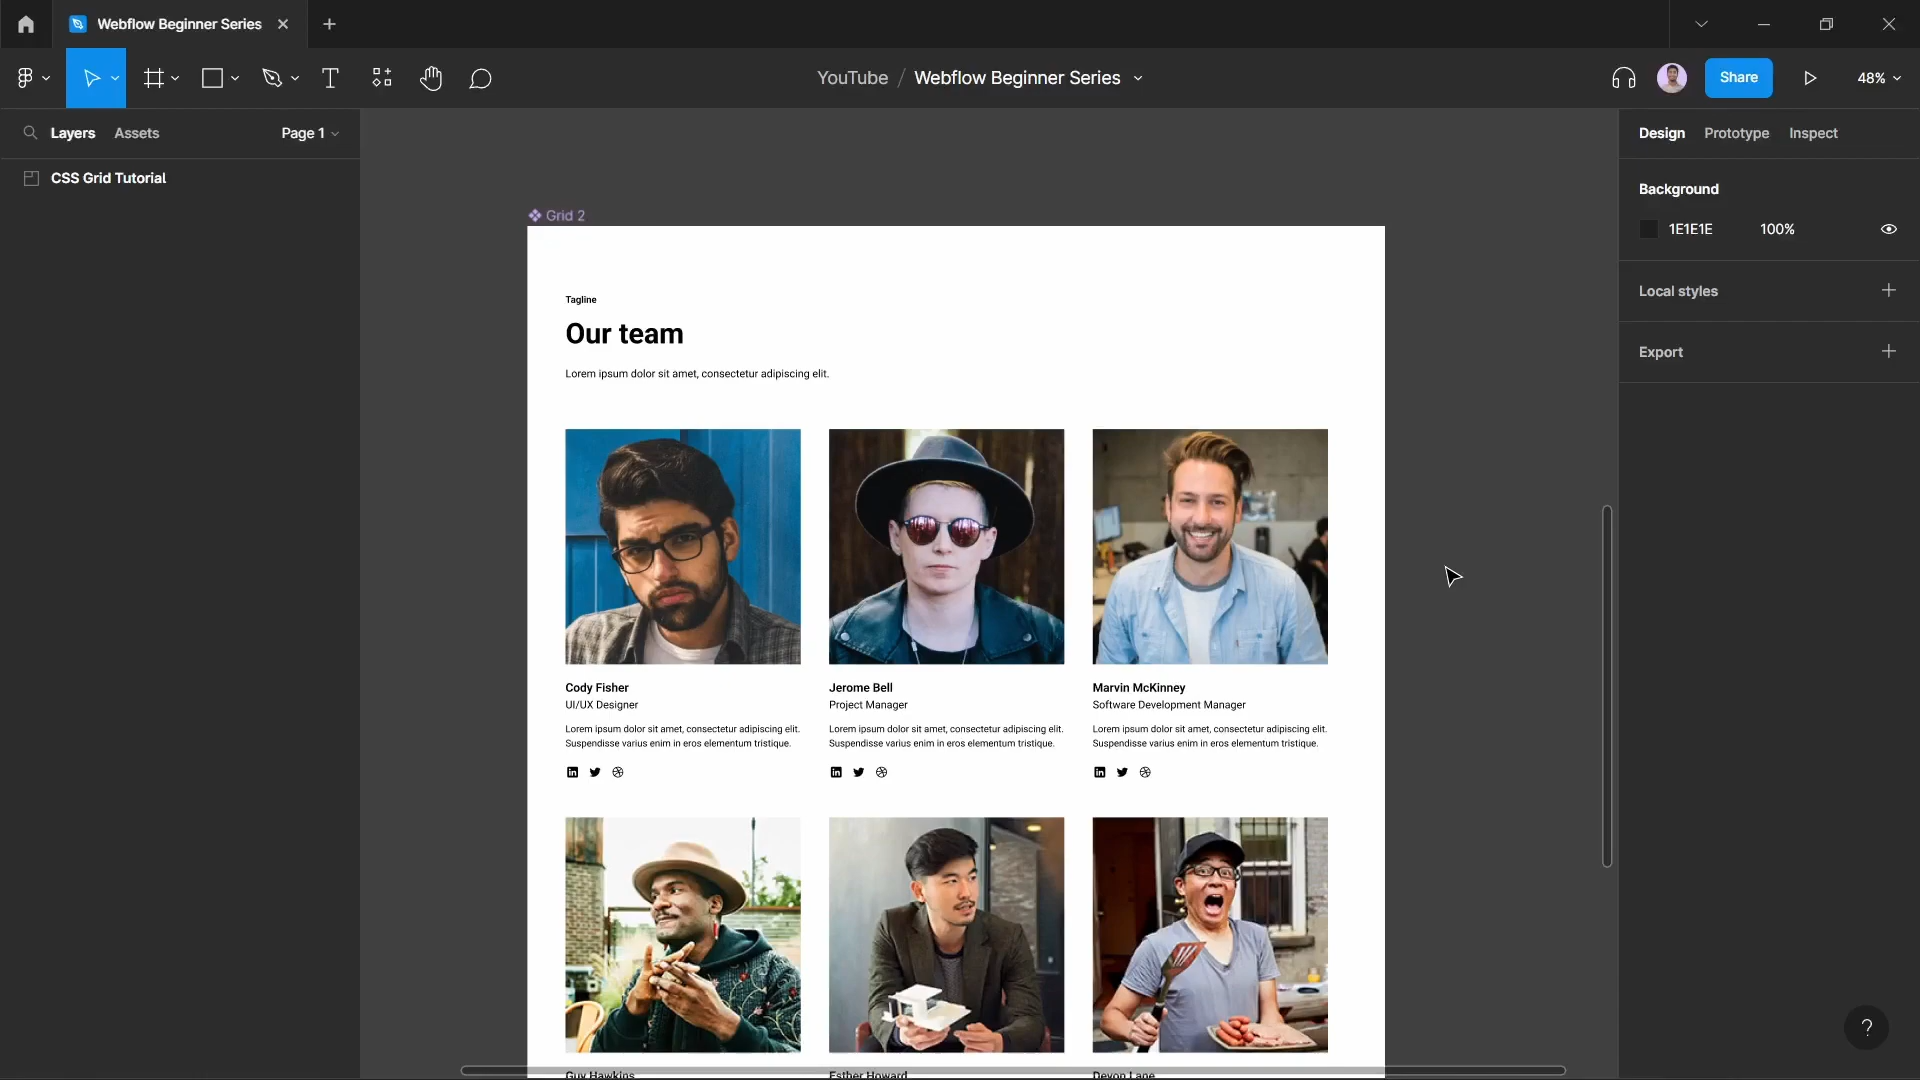 Webflow Beginner Series
YouTube / Webflow Beginner Series
Share
48%
Layers
Assets
Page 1
CSS Grid Tutorial
Design
Prototype
Inspect
Background
1E1E1E
100%
Local styles
Export
Grid 2
Tagline
Our team
Lorem ipsum dolor sit amet, consectetur adipiscing elit.
Cody Fisher
UI/UX Designer
Lorem ipsum dolor sit amet, consectetur adipiscing elit.
Suspendisse varius enim in eros elementum tristique.
Jerome Bell
Project Manager
Lorem ipsum dolor sit amet, consectetur adipiscing elit.
Suspendisse varius enim in eros elementum tristique.
Marvin McKinney
Software Development Manager
Lorem ipsum dolor sit amet, consectetur adipiscing elit.
Suspendisse varius enim in eros elementum tristique.
Guy Hawkins
Esther Howard
Devon Lane
?